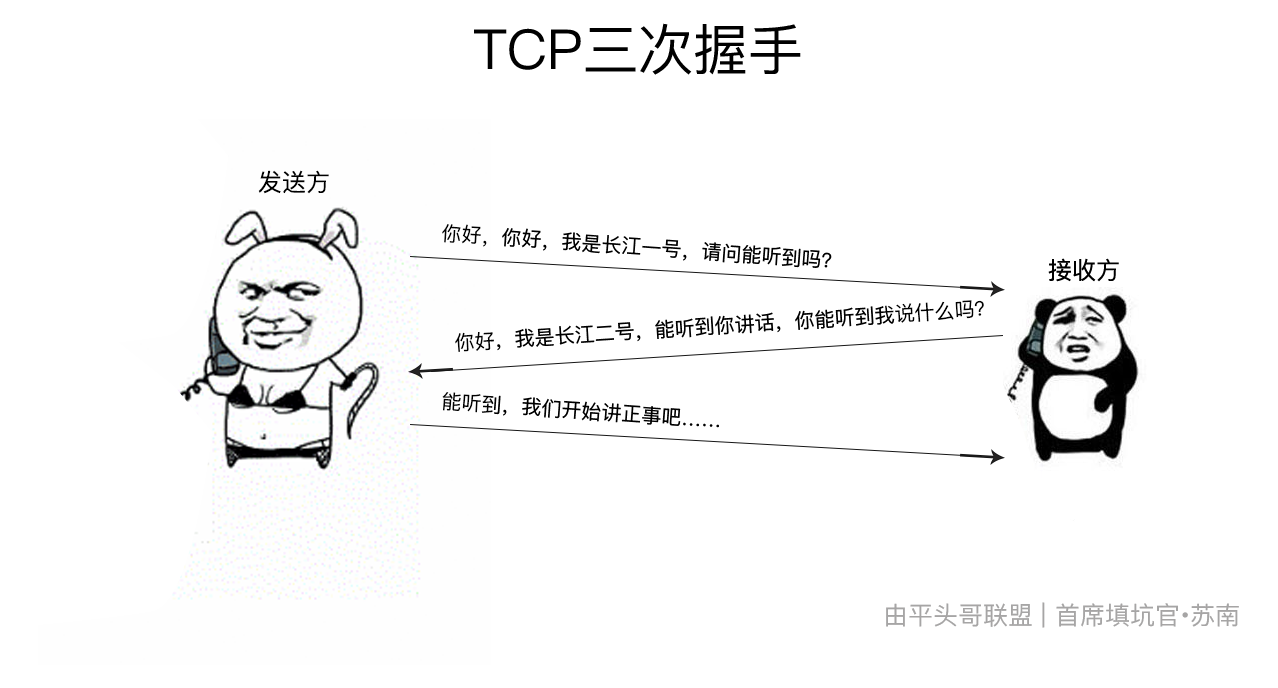 TCP三次握手
发送方
你好，你好，我是长江一号，请问能听到吗？
接收方
你好，我是长江二号，能听到你讲话，你能听到我说什么吗？
能听到，我们开始讲正事吧……
由平头哥联盟 | 首席填坑官•苏南